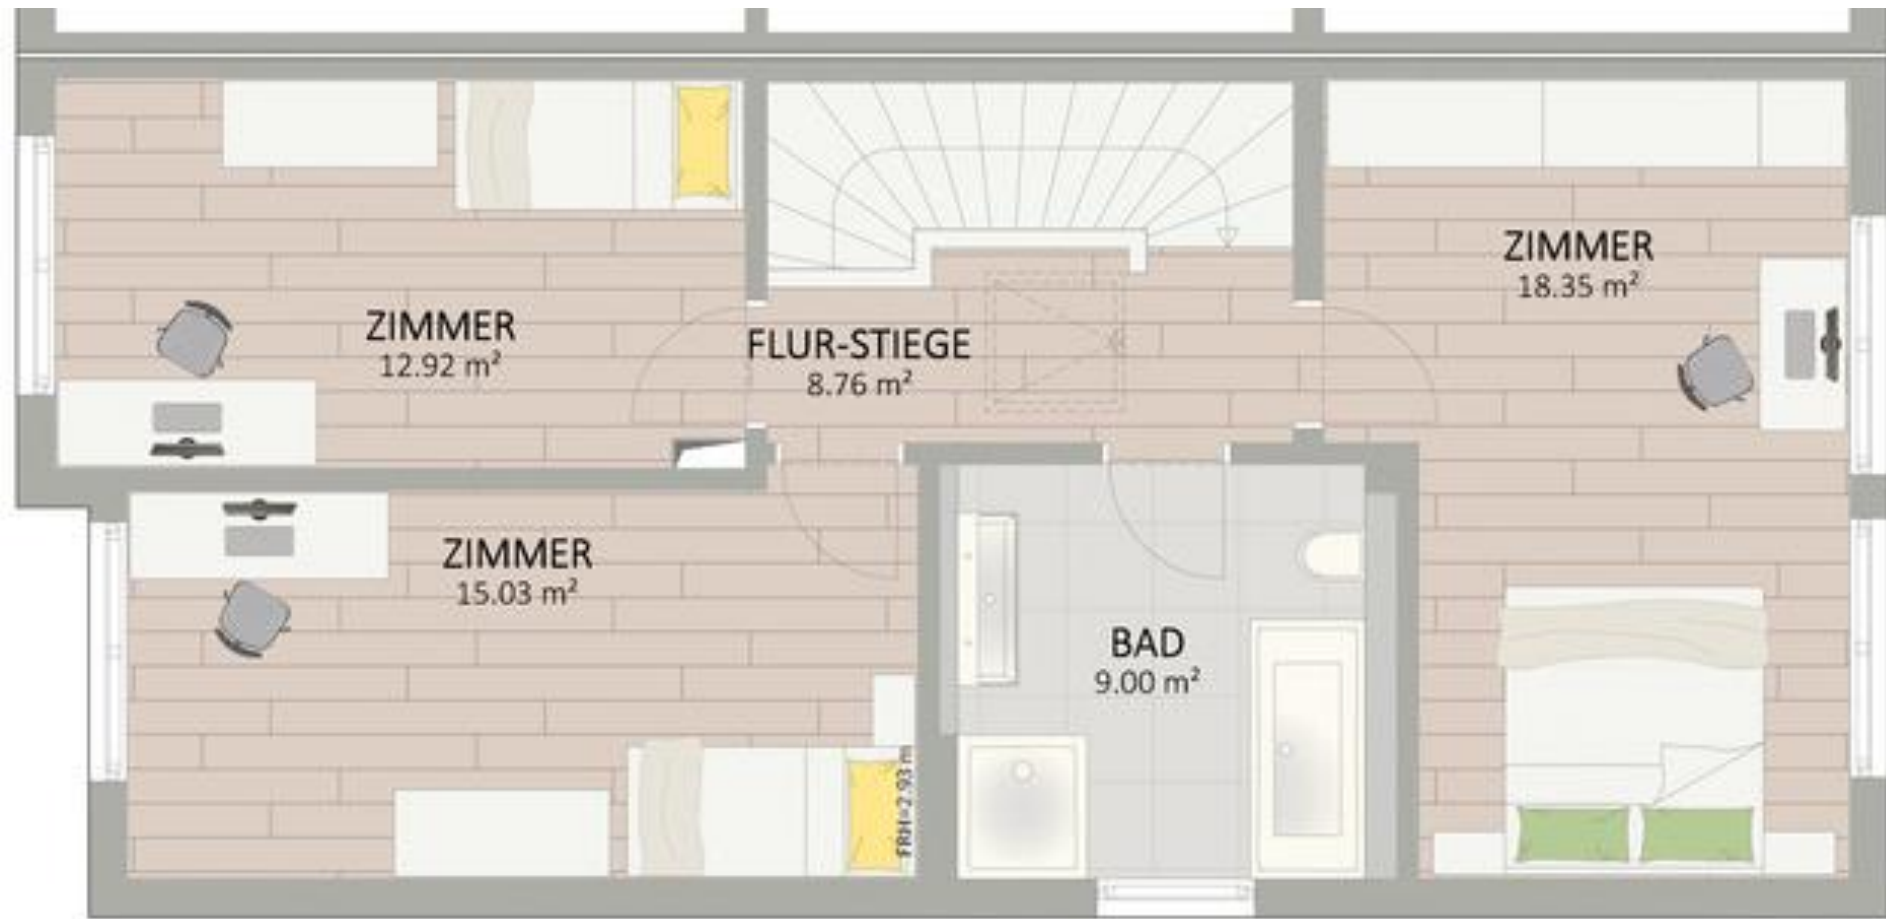 ZIMMER
12.92 m²
FLUR-STIEGE
8.76 m²
ZIMMER
18.35 m²
ZIMMER
15.03 m²
BAD
9.00 m²
FRH=2.93 m